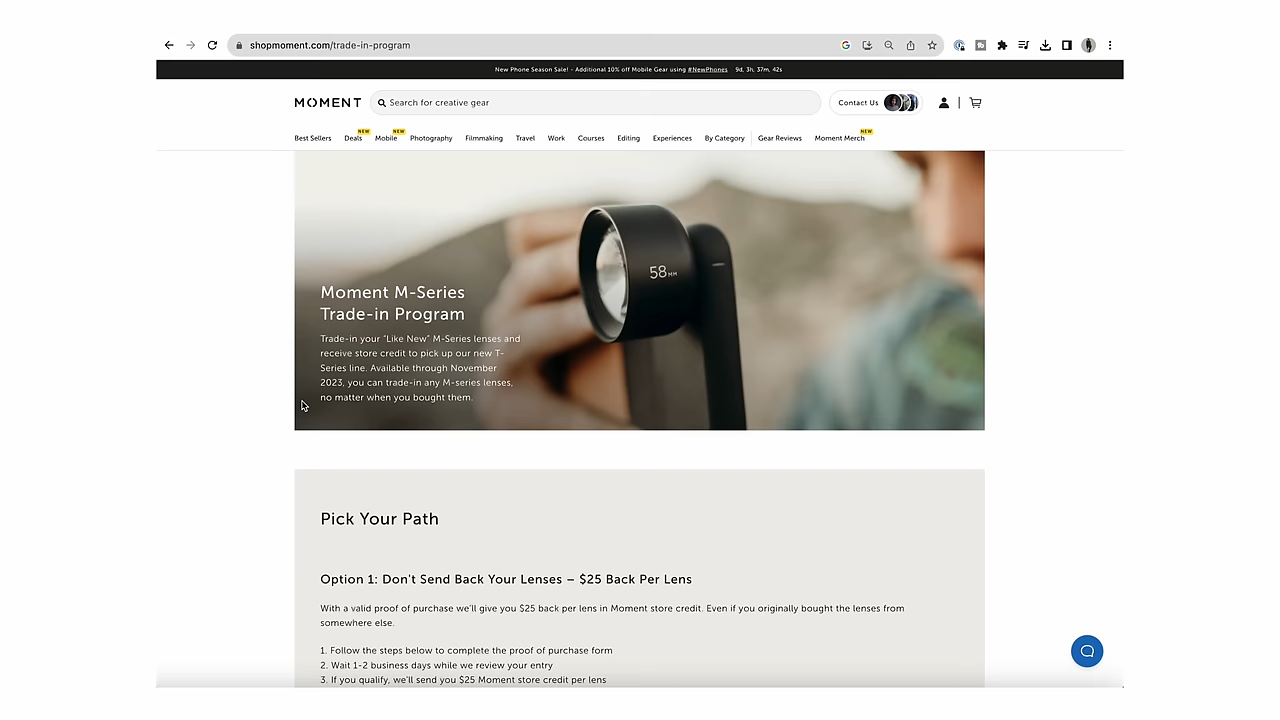 shopmoment.com/trade-in-program
New Phone Season Sale! - Additional 10% off Mobile Gear using #NewPhones 9d, 3h, 37m, 42s
MOMENT
Search for creative gear
Contact Us
NEW NEW NEW
Best Sellers Deals Mobile Photography Filmmaking Travel Work Courses Editing Experiences By Category Gear Reviews Moment Merch
58MM
Moment M-Series
Trade-in Program
Trade-in your “Like New” M-Series lenses and
receive store credit to pick up our new T-
Series line. Available through November
2023, you can trade-in any M-series lenses,
no matter when you bought them.
Pick Your Path
Option 1: Don't Send Back Your Lenses – $25 Back Per Lens
With a valid proof of purchase we'll give you $25 back per lens in Moment store credit. Even if you originally bought the lenses from
somewhere else.
1. Follow the steps below to complete the proof of purchase form
2. Wait 1-2 business days while we review your entry
3. If you qualify, we'll send you $25 Moment store credit per lens